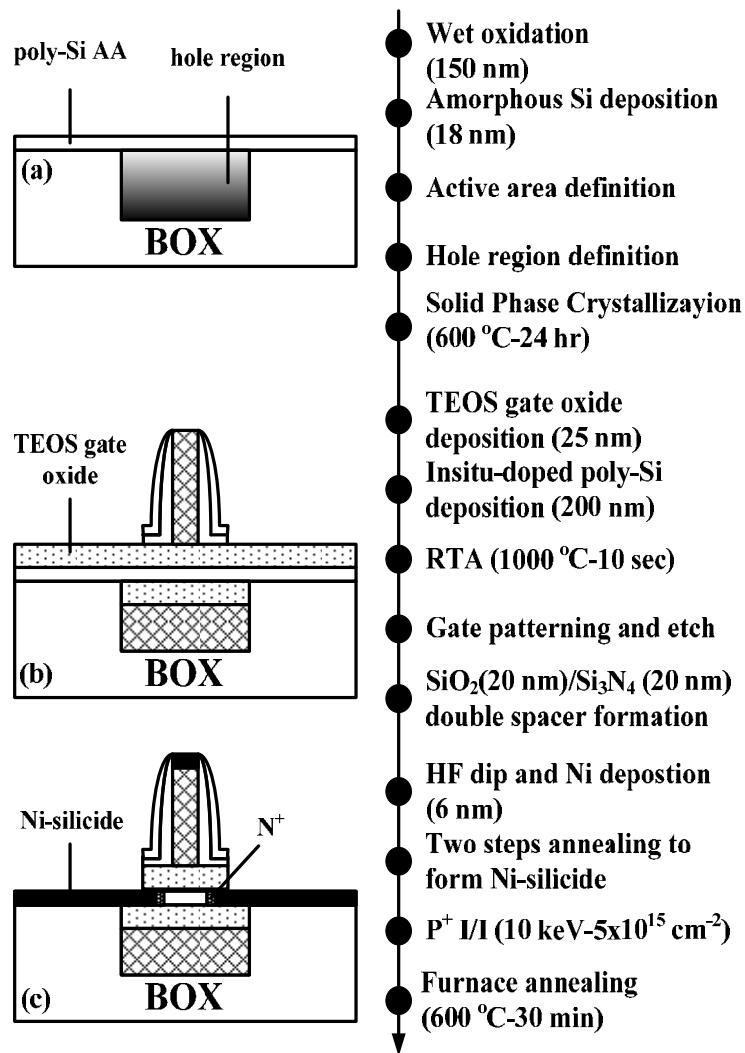 poly-Si AA
hole region
(a)
BOX
TEOS gate
oxide
(b)
BOX
Ni-silicide
N⁺
(c)
BOX
Wet oxidation
(150 nm)
Amorphous Si deposition
(18 nm)
Active area definition
Hole region definition
Solid Phase Crystallizayion
(600 °C-24 hr)
TEOS gate oxide
deposition (25 nm)
Insitu-doped poly-Si
deposition (200 nm)
RTA (1000 °C-10 sec)
Gate patterning and etch
SiO₂(20 nm)/Si₃N₄ (20 nm)
double spacer formation
HF dip and Ni depostion
(6 nm)
Two steps annealing to
form Ni-silicide
P⁺ I/I (10 keV-5x10¹⁵ cm⁻²)
Furnace annealing
(600 °C-30 min)